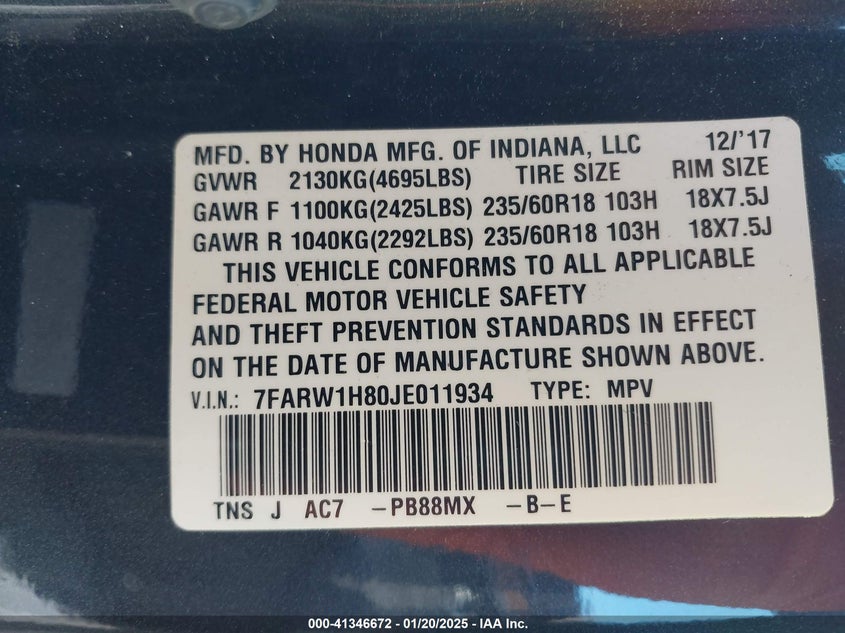 MFD. BY HONDA MFG. OF INDIANA, LLC 12/'17
GVWR 2130KG(4695LBS) TIRE SIZE RIM SIZE
GAWR F 1100KG(2425LBS) 235/60R18 103H 18X7.5J
GAWR R 1040KG(2292LBS) 235/60R18 103H 18X7.5J
THIS VEHICLE CONFORMS TO ALL APPLICABLE
FEDERAL MOTOR VEHICLE SAFETY
AND THEFT PREVENTION STANDARDS IN EFFECT
ON THE DATE OF MANUFACTURE SHOWN ABOVE.
V.I.N.: 7FARW1H80JE011934 TYPE: MPV
TNS J AC7 -PB88MX -B-E
000-41346672 - 01/20/2025 - IAA Inc.